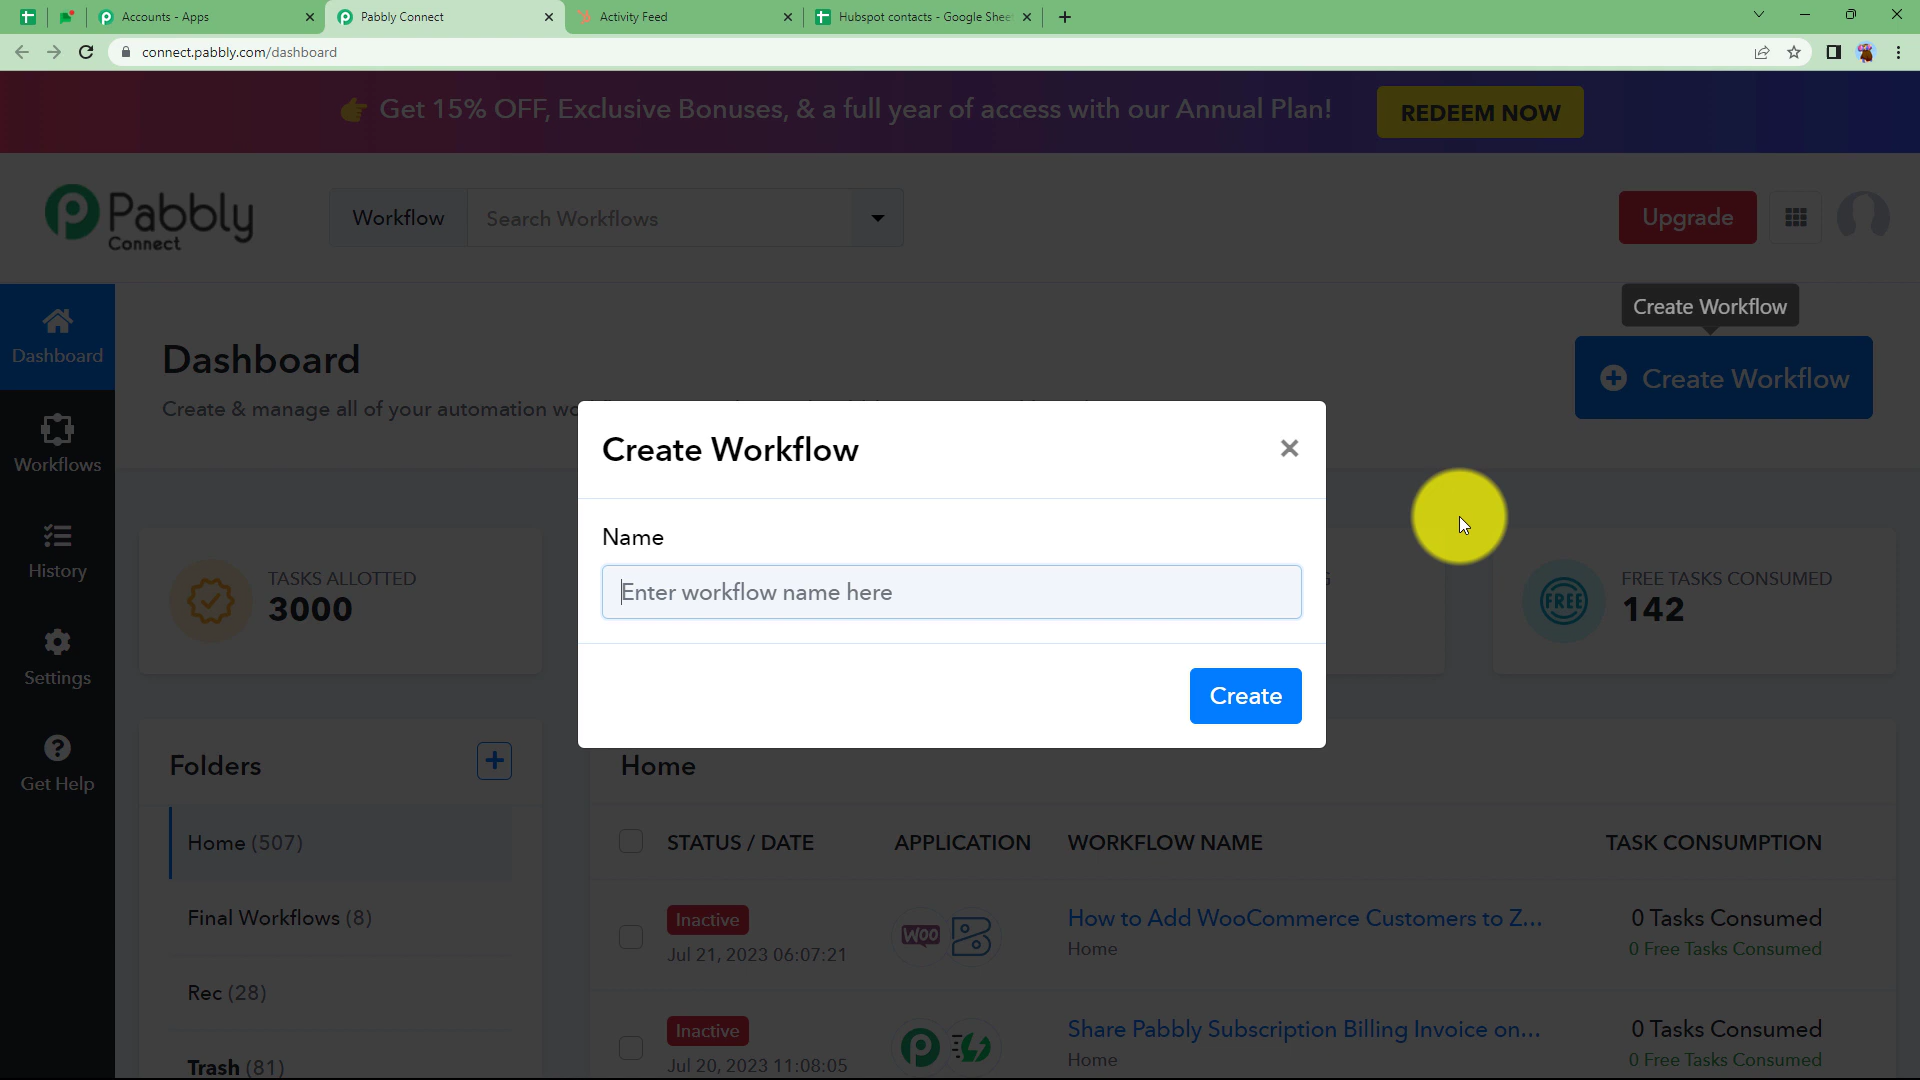 Accounts - Apps
Pabbly Connect
Activity Feed
Hubspot contacts - Google Shee
connect.pabbly.com/dashboard
Get 15% OFF, Exclusive Bonuses, & a full year of access with our Annual Plan!
REDEEM NOW
Pabbly
Connect
Workflow
Search Workflows
Upgrade
Create Workflow
Dashboard
Dashboard
Create & manage all of your automation wo
Create Workflow
Workflows
Create Workflow
Name
Enter workflow name here
Create
History
Settings
Get Help
TASKS ALLOTTED
3000
G
FREE
FREE TASKS CONSUMED
142
Folders
Home (507)
Final Workflows (8)
Rec (28)
Trash (81)
Home
STATUS / DATE APPLICATION WORKFLOW NAME TASK CONSUMPTION
Inactive
Jul 21, 2023 06:07:21
WOO
How to Add WooCommerce Customers to Z...
Home
0 Tasks Consumed
0 Free Tasks Consumed
Inactive
Jul 20, 2023 11:08:05
Share Pabbly Subscription Billing Invoice on...
Home
0 Tasks Consumed
0 Free Tasks Consumed